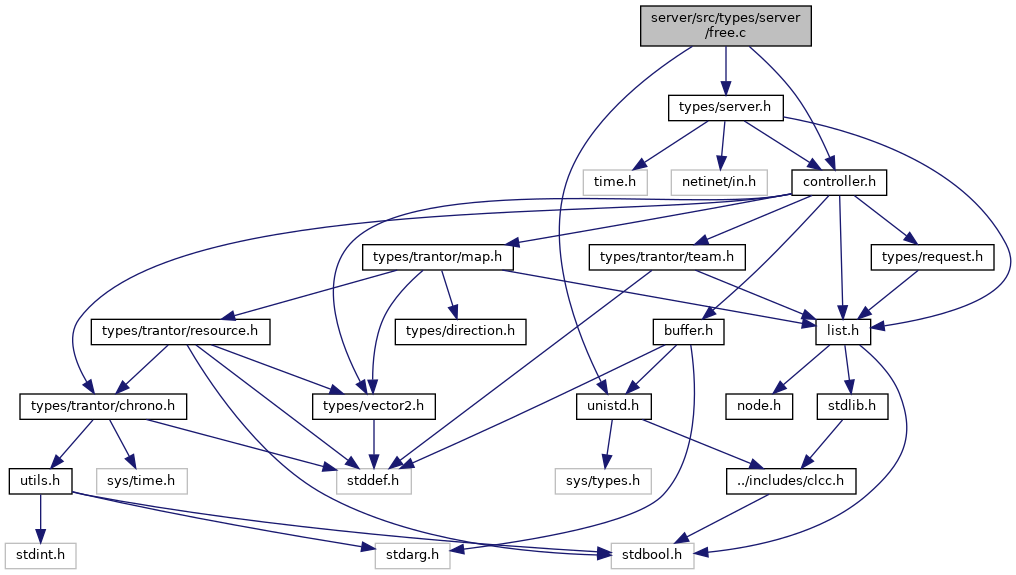 server/src/types/server
/free.c
types/server.h
time.h
netinet/in.h
controller.h
types/trantor/map.h
types/trantor/team.h
types/request.h
types/trantor/resource.h
types/direction.h
buffer.h
list.h
types/trantor/chrono.h
types/vector2.h
unistd.h
node.h
stdlib.h
utils.h
sys/time.h
stddef.h
sys/types.h
../includes/clcc.h
stdint.h
stdarg.h
stdbool.h